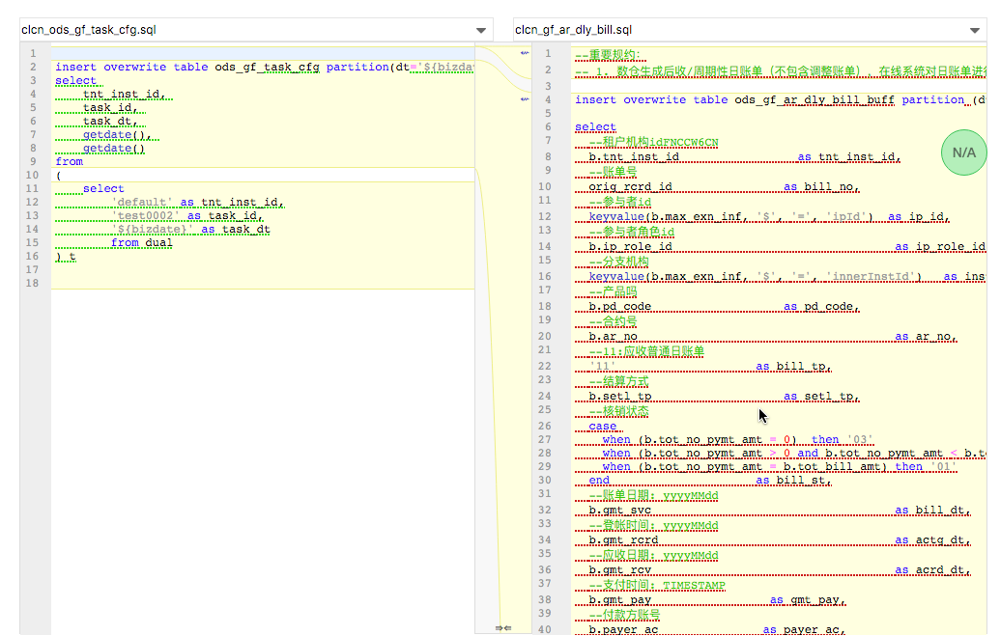 clcn_ods_gf_task_cfg.sql
1
2 insert overwrite table ods_gf_task_cfg partition(dt='${bizda
3 select
4 tnt_inst_id,
5 task_id,
6 task_dt,
7 getdate(),
8 getdate()
9 from
10 (
11 select
12 'default' as tnt_inst_id,
13 'test0002' as task_id,
14 '${bizdate}' as task_dt
15 from dual
16 ) t
17
18
clcn_gf_ar_dly_bill.sql
1 --重要规约:
2 -- 1. 数仓生成后收/周期性日账单（不包含调整账单）, 在线系统对日账单进行
3
4 insert overwrite table ods_gf_ar_dly_bill_buff partition (d
5
6 select
7 --租户机构idFNCCW6CN
8 b.tnt_inst_id as tnt_inst_id,
9 --账单号
10 orig_rcrd_id as bill_no,
11 --参与者id
12 keyvalue(b.max_exn_inf, '$', '=', 'ipId') as ip_id,
13 --参与者角色id
14 b.ip_role_id as ip_role_id
15 --分支机构
16 keyvalue(b.max_exn_inf, '$', '=', 'innerInstId') as ins
17 --产品吗
18 b.pd_code as pd_code,
19 --合约号
20 b.ar_no as ar_no,
21 --11:应收普通日账单
22 '11' as bill_tp,
23 --结算方式
24 b.setl_tp as setl_tp,
25 --核销状态
26 case
27 when (b.tot_no_pymt_amt = 0) then '03'
28 when (b.tot_no_pymt_amt > 0 and b.tot_no_pymt_amt < b.to
29 when (b.tot_no_pymt_amt = b.tot_bill_amt) then '01'
30 end as bill_st,
31 --账单日期: yyyyMMdd
32 b.gmt_svc as bill_dt,
33 --登帐时间: yyyyMMdd
34 b.gmt_rcrd as actg_dt,
35 --应收日期: yyyyMMdd
36 b.gmt_rcv as acrd_dt,
37 --支付时间: TIMESTAMP
38 b.gmt_pay as gmt_pay,
39 --付款方账号
40 b.payer_ac as payer_ac,
N/A